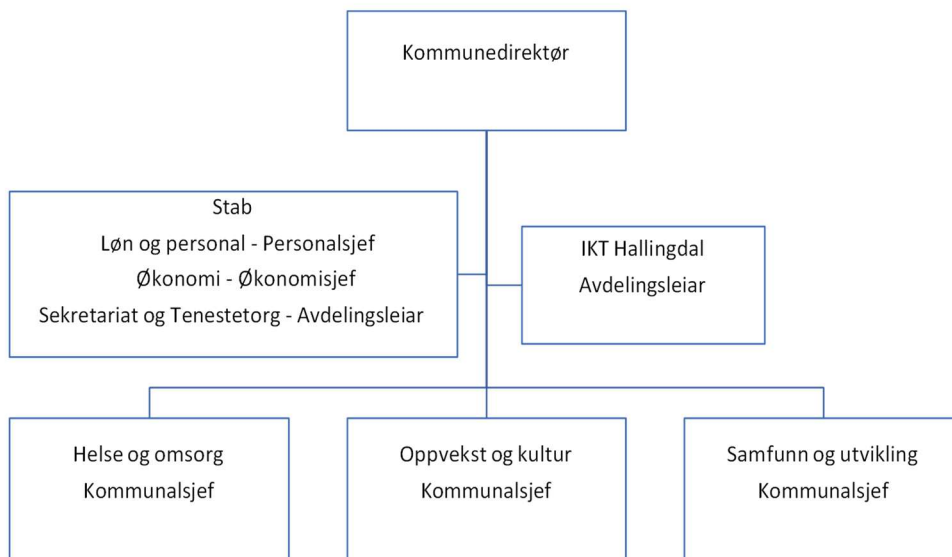 Kommunedirektør
Stab
Løn og personal - Personalsjef
Økonomi - Økonomisjef
Sekretariat og Tenestetorg - Avdelingsleiar
IKT Hallingdal
Avdelingsleiar
Helse og omsorg
Kommunalsjef
Oppvekst og kultur
Kommunalsjef
Samfunn og utvikling
Kommunalsjef